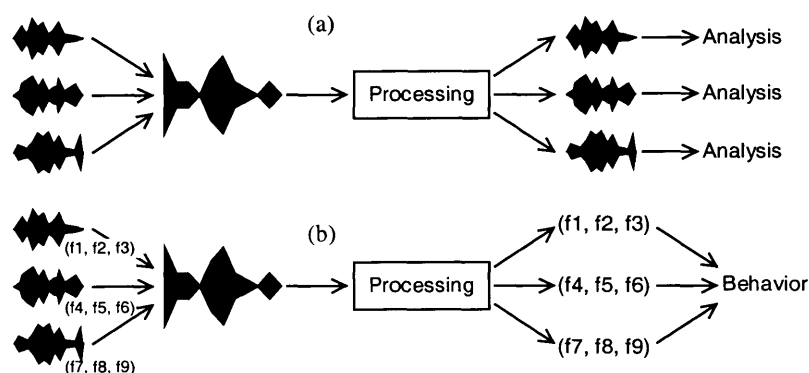 (a)
Processing
Analysis
Analysis
Analysis
(b)
(f1, f2, f3)
(f4, f5, f6)
(f7, f8, f9)
Processing
(f1, f2, f3)
(f4, f5, f6)
(f7, f8, f9)
Behavior